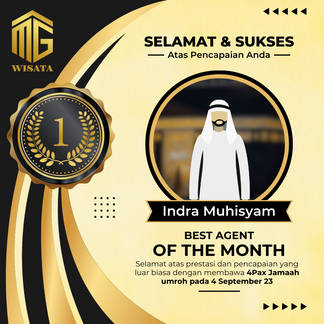 MG
WISATA
SELAMAT & SUKSES
Atas Pencapaian Anda
1
Indra Muhisyam
BEST AGENT
OF THE MONTH
Selamat atas prestasi dan pencapaian yang
luar biasa dengan membawa 4Pax Jamaah
umroh pada 4 September 23